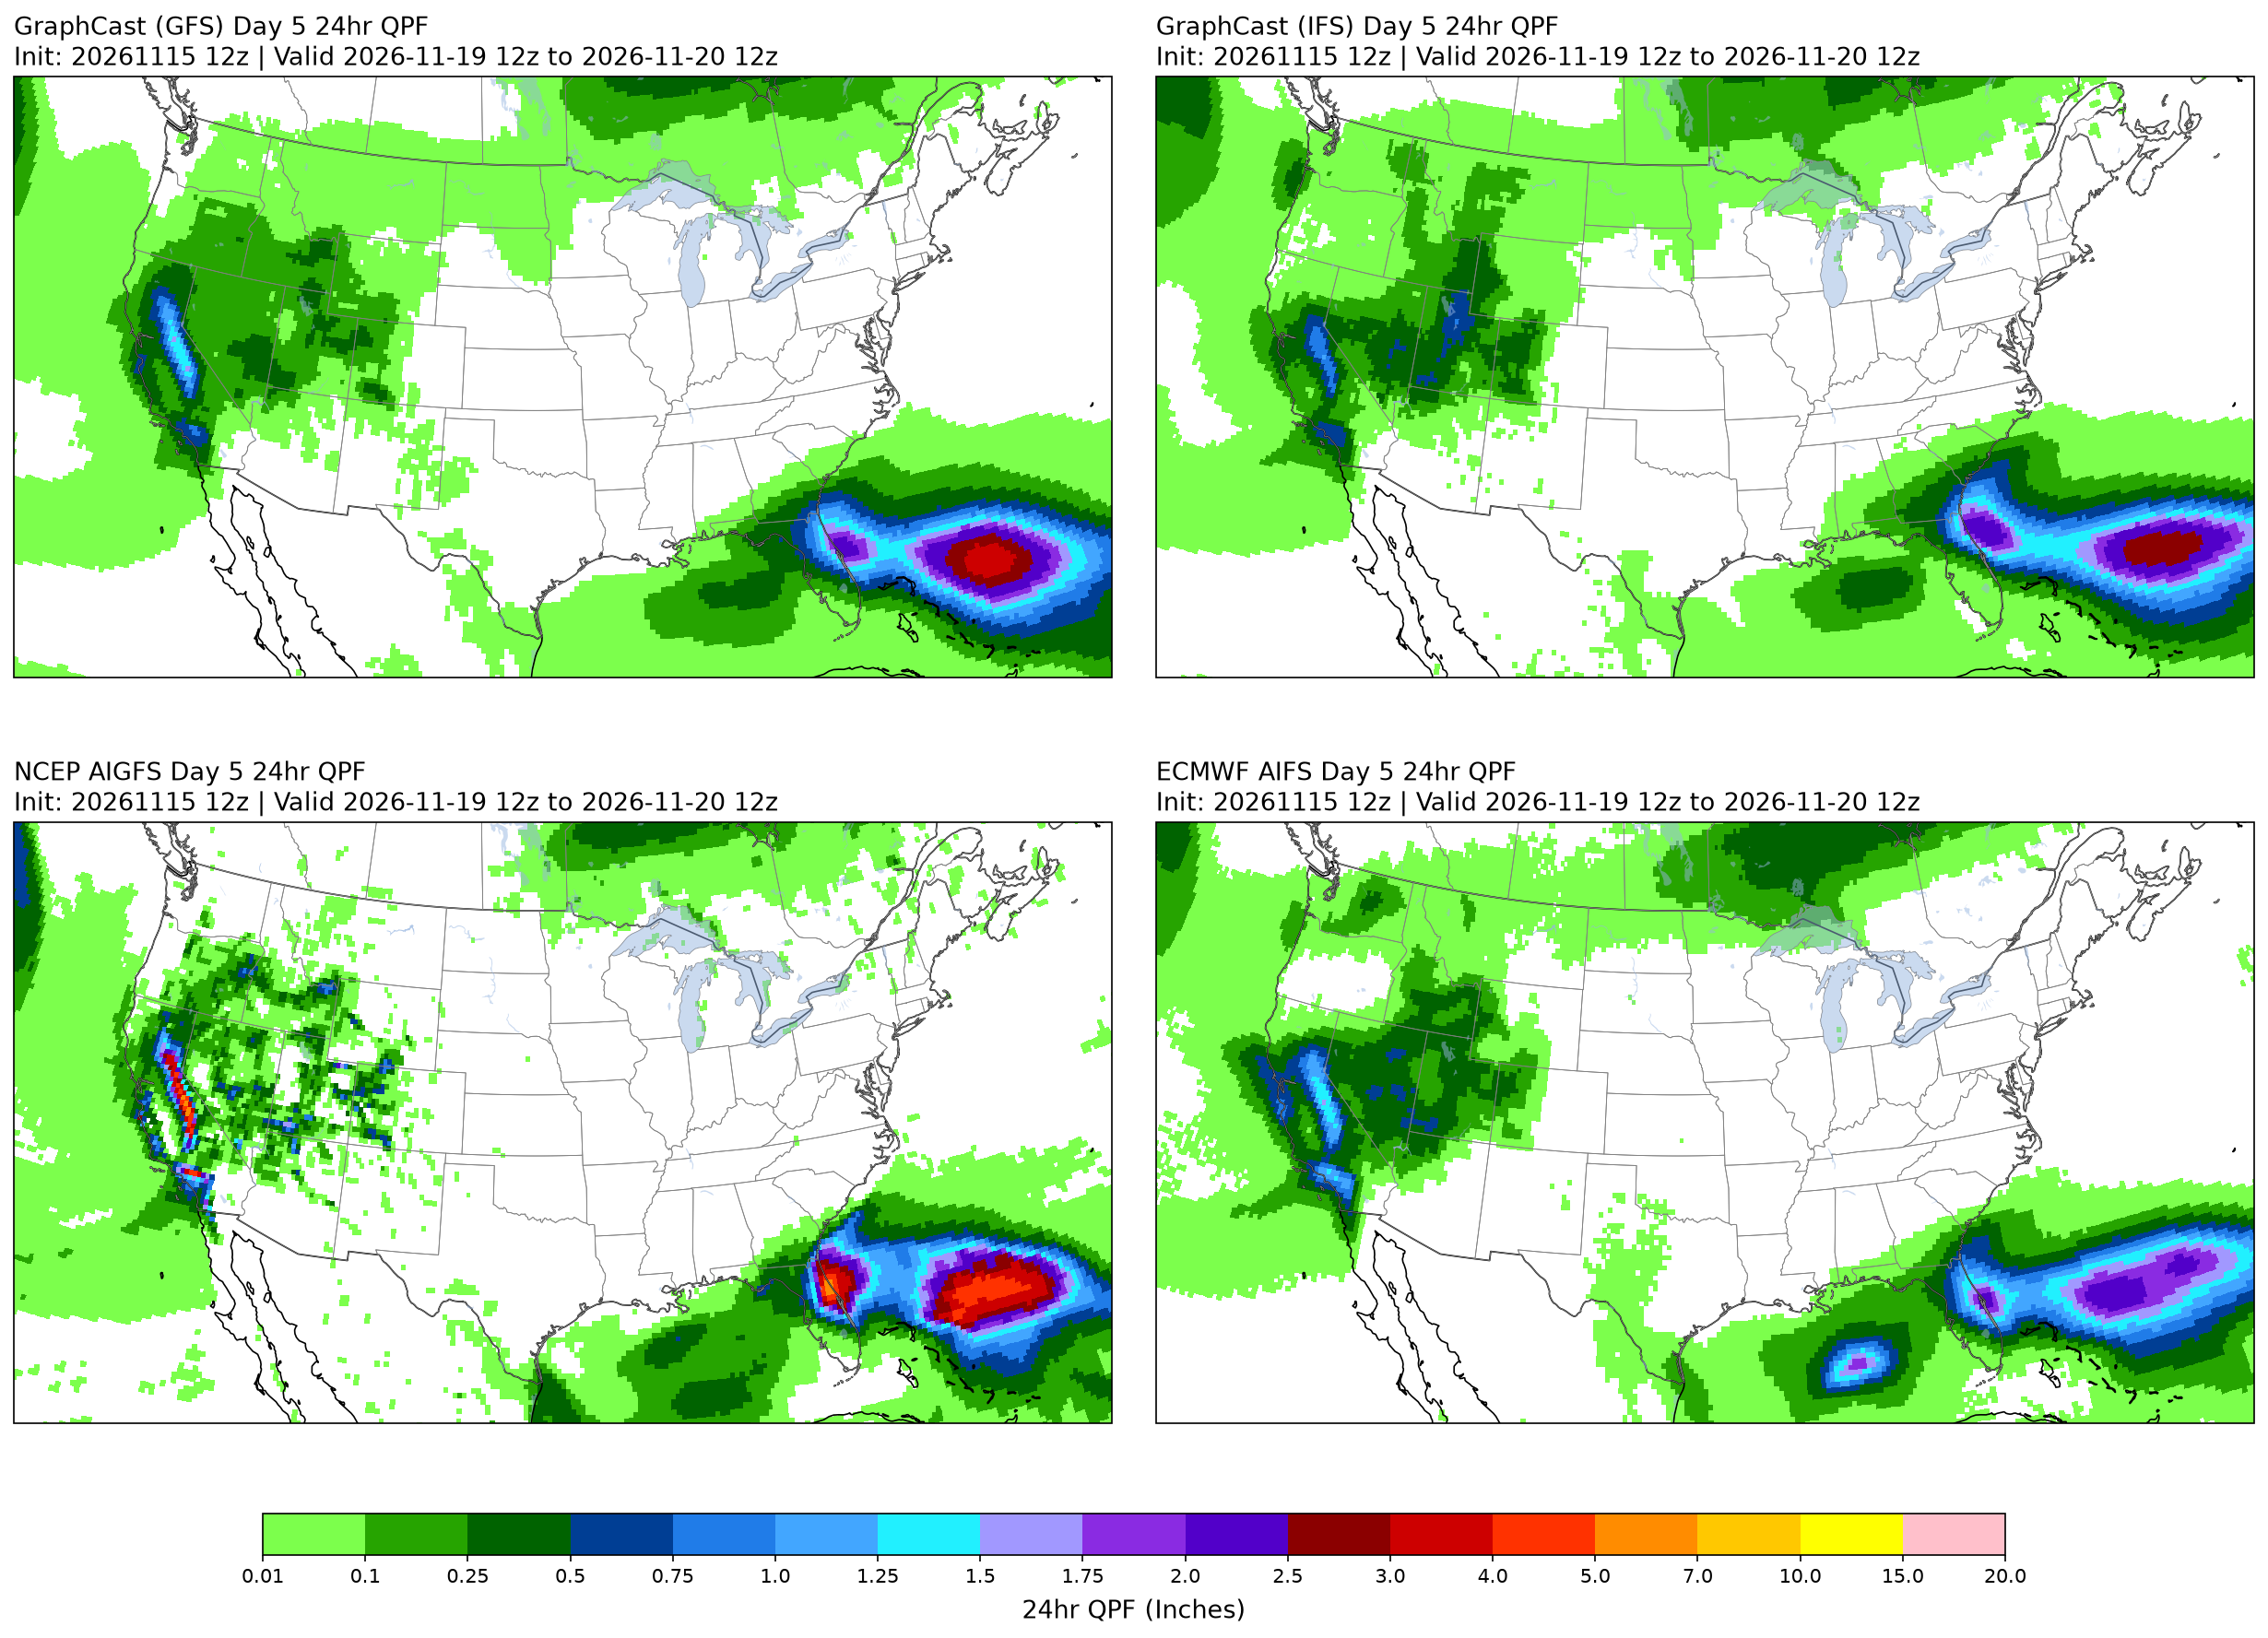 GraphCast (GFS) Day 5 24hr QPF
Init: 20261115 12z | Valid 2026-11-19 12z to 2026-11-20 12z
GraphCast (IFS) Day 5 24hr QPF
Init: 20261115 12z | Valid 2026-11-19 12z to 2026-11-20 12z
NCEP AIGFS Day 5 24hr QPF
Init: 20261115 12z | Valid 2026-11-19 12z to 2026-11-20 12z
ECMWF AIFS Day 5 24hr QPF
Init: 20261115 12z | Valid 2026-11-19 12z to 2026-11-20 12z
0.01 0.1 0.25 0.5 0.75 1.0 1.25 1.5 1.75 2.0 2.5 3.0 4.0 5.0 7.0 10.0 15.0 20.0
24hr QPF (Inches)